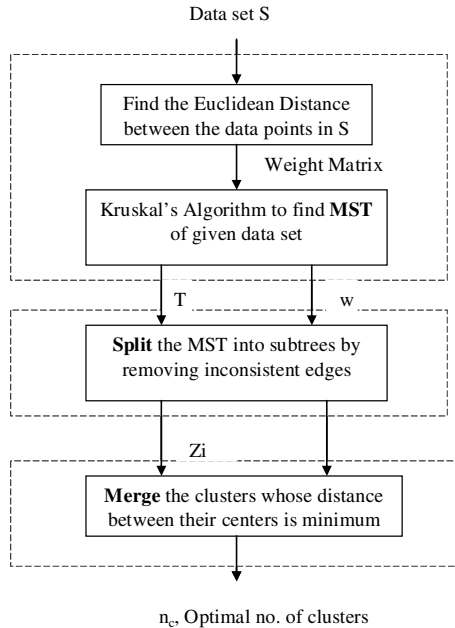 Data set S
Find the Euclidean Distance
between the data points in S
Weight Matrix
Kruskal's Algorithm to find MST
of given data set
T
w
Split the MST into subtrees by
removing inconsistent edges
Zi
Merge the clusters whose distance
between their centers is minimum
nc, Optimal no. of clusters